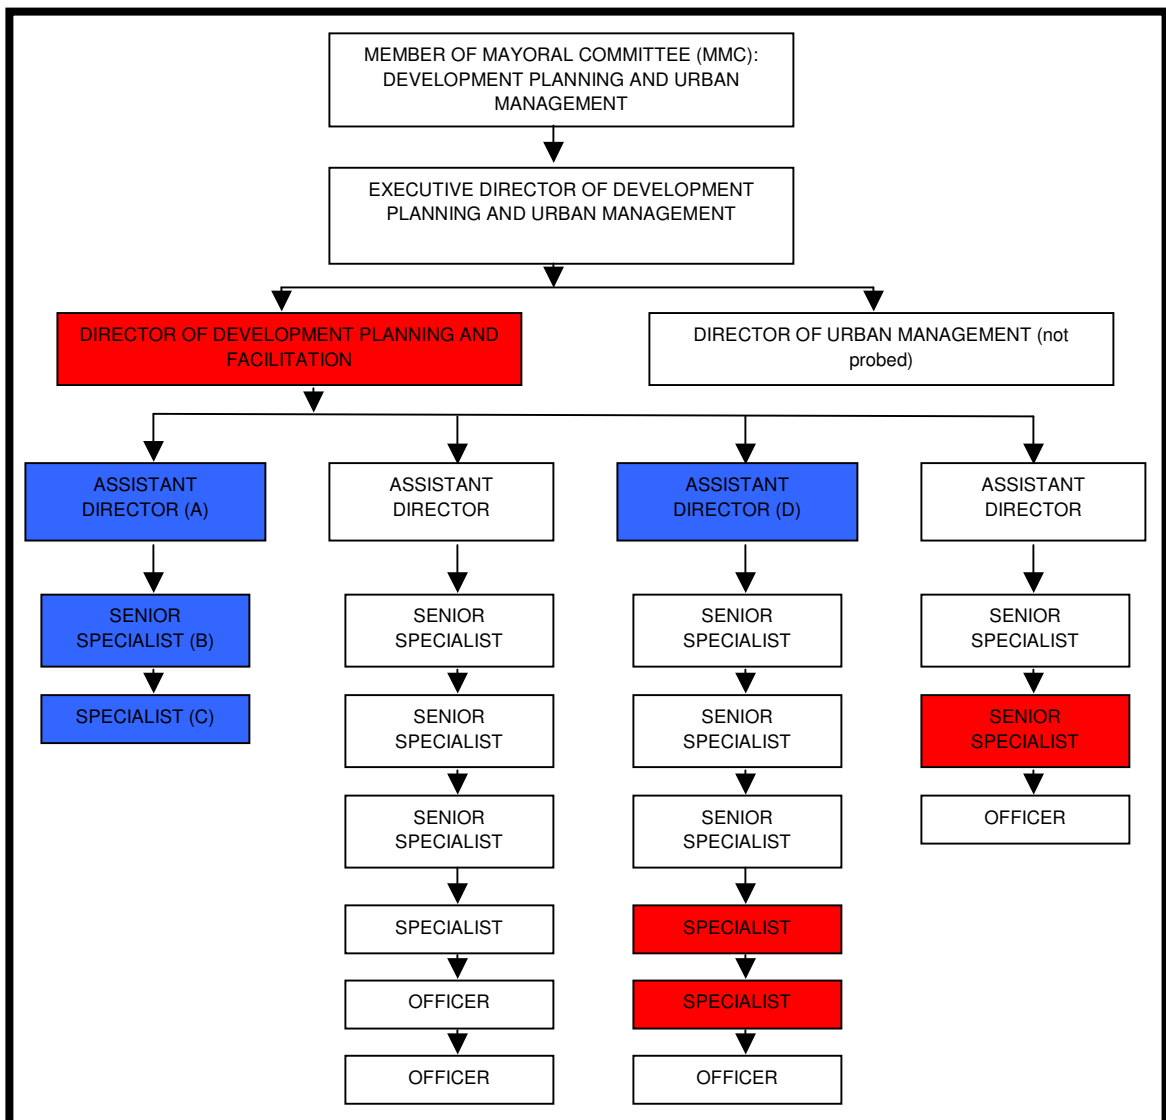 MEMBER OF MAYORAL COMMITTEE (MMC):
DEVELOPMENT PLANNING AND URBAN
MANAGEMENT
EXECUTIVE DIRECTOR OF DEVELOPMENT
PLANNING AND URBAN MANAGEMENT
DIRECTOR OF DEVELOPMENT PLANNING AND
FACILITATION
DIRECTOR OF URBAN MANAGEMENT (not
probed)
ASSISTANT
DIRECTOR (A)
ASSISTANT
DIRECTOR
ASSISTANT
DIRECTOR (D)
ASSISTANT
DIRECTOR
SENIOR
SPECIALIST (B)
SENIOR
SPECIALIST
SENIOR
SPECIALIST
SENIOR
SPECIALIST
SPECIALIST (C)
SENIOR
SPECIALIST
SENIOR
SPECIALIST
SENIOR
SPECIALIST
SENIOR
SPECIALIST
SENIOR
SPECIALIST
OFFICER
SPECIALIST
SPECIALIST
OFFICER
SPECIALIST
OFFICER
OFFICER